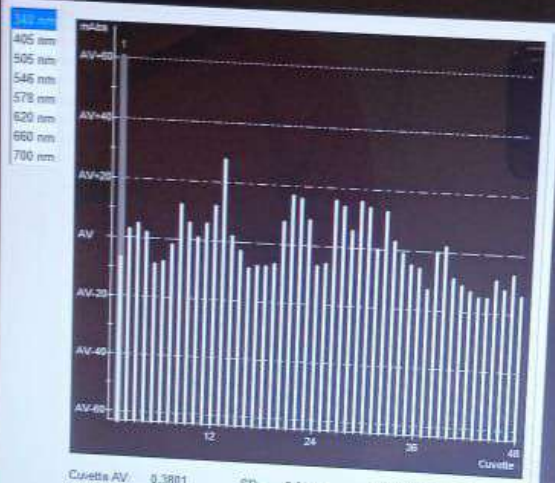 340 nm
405 nm
505 nm
546 nm
578 nm
620 nm
660 nm
700 nm
mAbs
AV+60
1
AV+40
AV+20
AV
AV-20
AV-40
AV-60
12
24
36
48
Cuvette
Cuvette AV: 0.3801